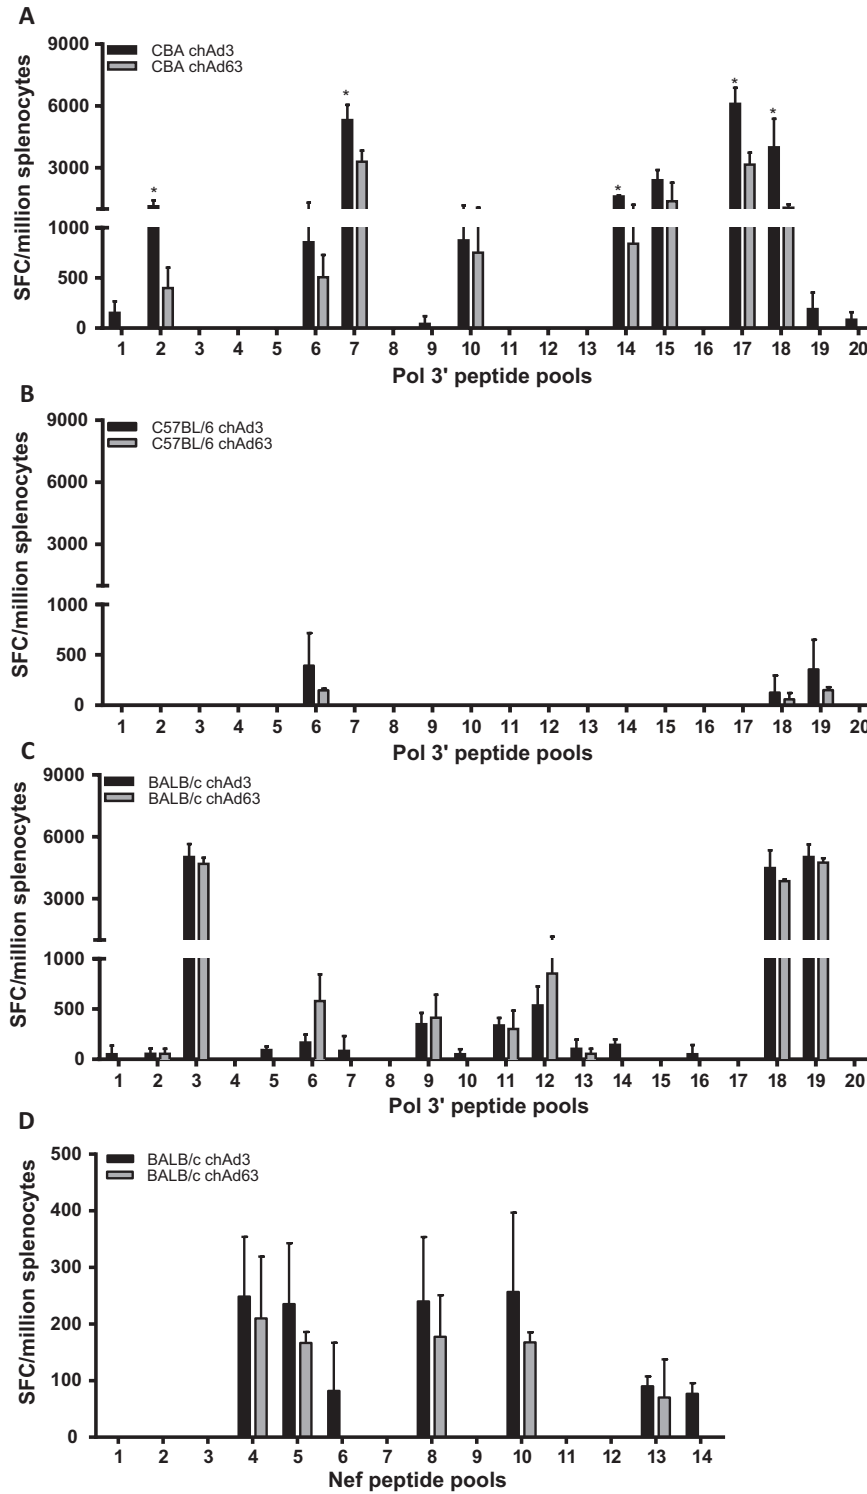 A
9000
6000
3000
1000
500
0
SFC/million splenocytes
CBA chAd3
CBA chAd63
*
*
*
*
*
1 2 3 4 5 6 7 8 9 10 11 12 13 14 15 16 17 18 19 20
Pol 3' peptide pools
B
9000
6000
3000
1000
500
0
SFC/million splenocytes
C57BL/6 chAd3
C57BL/6 chAd63
1 2 3 4 5 6 7 8 9 10 11 12 13 14 15 16 17 18 19 20
Pol 3' peptide pools
C
9000
6000
3000
1000
500
0
SFC/million splenocytes
BALB/c chAd3
BALB/c chAd63
1 2 3 4 5 6 7 8 9 10 11 12 13 14 15 16 17 18 19 20
Pol 3' peptide pools
D
500
400
300
200
100
0
SFC/million splenocytes
BALB/c chAd3
BALB/c chAd63
1 2 3 4 5 6 7 8 9 10 11 12 13 14
Nef peptide pools